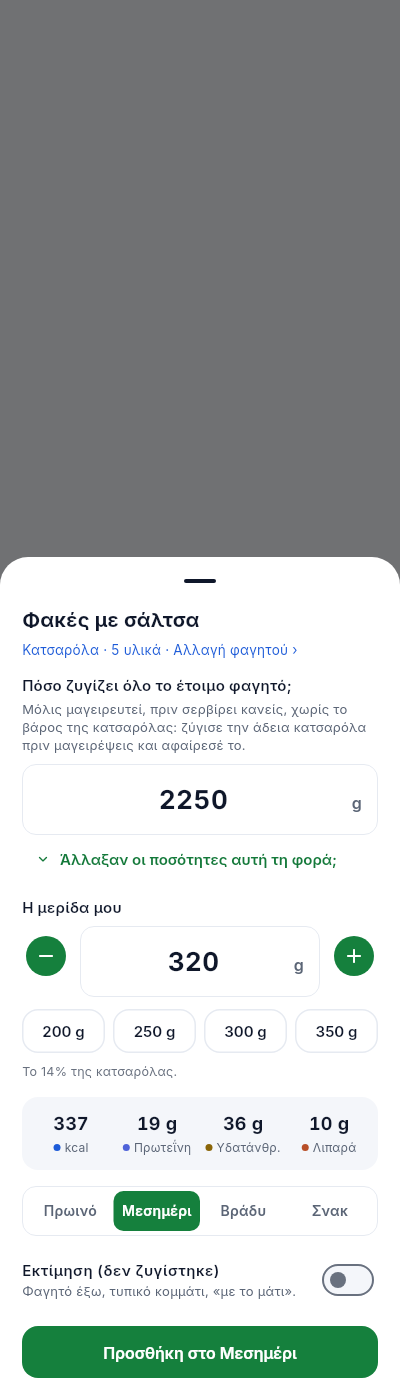 Φακές με σάλτσα
Κατσαρόλα · 5 υλικά · Αλλαγή φαγητού ›
Πόσο ζυγίζει όλο το έτοιμο φαγητό;
Μόλις μαγειρευτεί, πριν σερβίρει κανείς, χωρίς το
βάρος της κατσαρόλας: ζύγισε την άδεια κατσαρόλα
πριν μαγειρέψεις και αφαίρεσέ το.
2250 g
Άλλαξαν οι ποσότητες αυτή τη φορά;
Η μερίδα μου
− 320 g +
200 g 250 g 300 g 350 g
Το 14% της κατσαρόλας.
337 19 g 36 g 10 g
kcal Πρωτεΐνη Υδατάνθρ. Λιπαρά
Πρωινό Μεσημέρι Βράδυ Σνακ
Εκτίμηση (δεν ζυγίστηκε)
Φαγητό έξω, τυπικό κομμάτι, «με το μάτι».
Προσθήκη στο Μεσημέρι